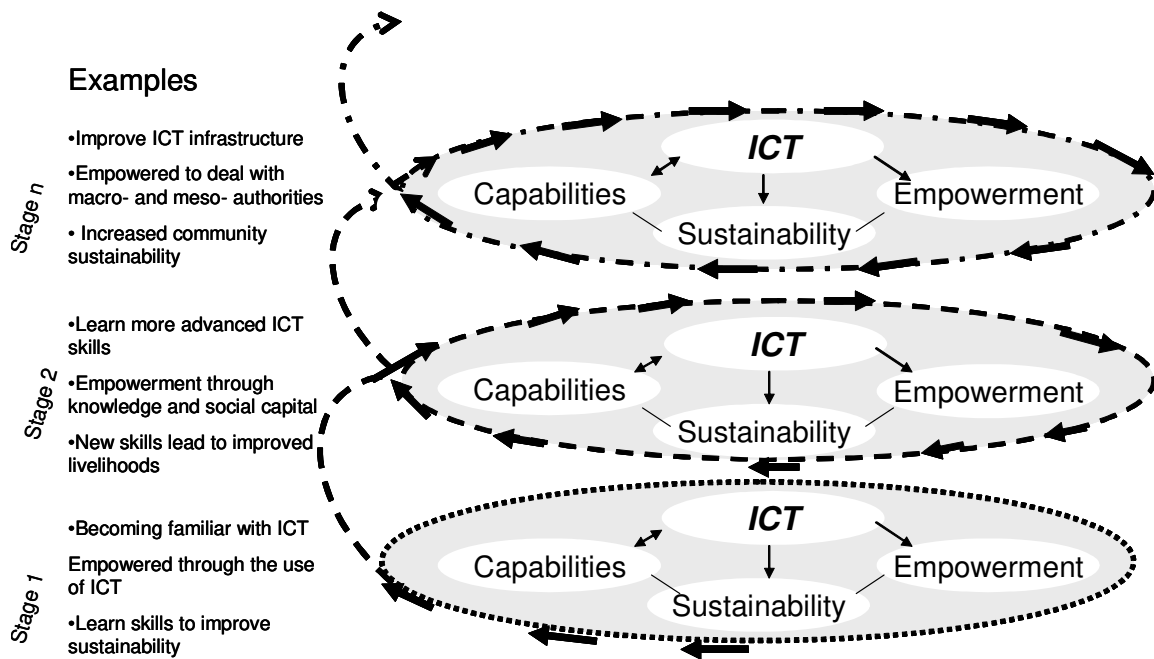 Examples
Stage n
•Improve ICT infrastructure
•Empowered to deal with
macro- and meso- authorities
• Increased community
sustainability
ICT
Capabilities
Empowerment
Sustainability
Stage 2
•Learn more advanced ICT
skills
•Empowerment through
knowledge and social capital
•New skills lead to improved
livelihoods
ICT
Capabilities
Empowerment
Sustainability
Stage 1
•Becoming familiar with ICT
Empowered through the use
of ICT
•Learn skills to improve
sustainability
ICT
Capabilities
Empowerment
Sustainability